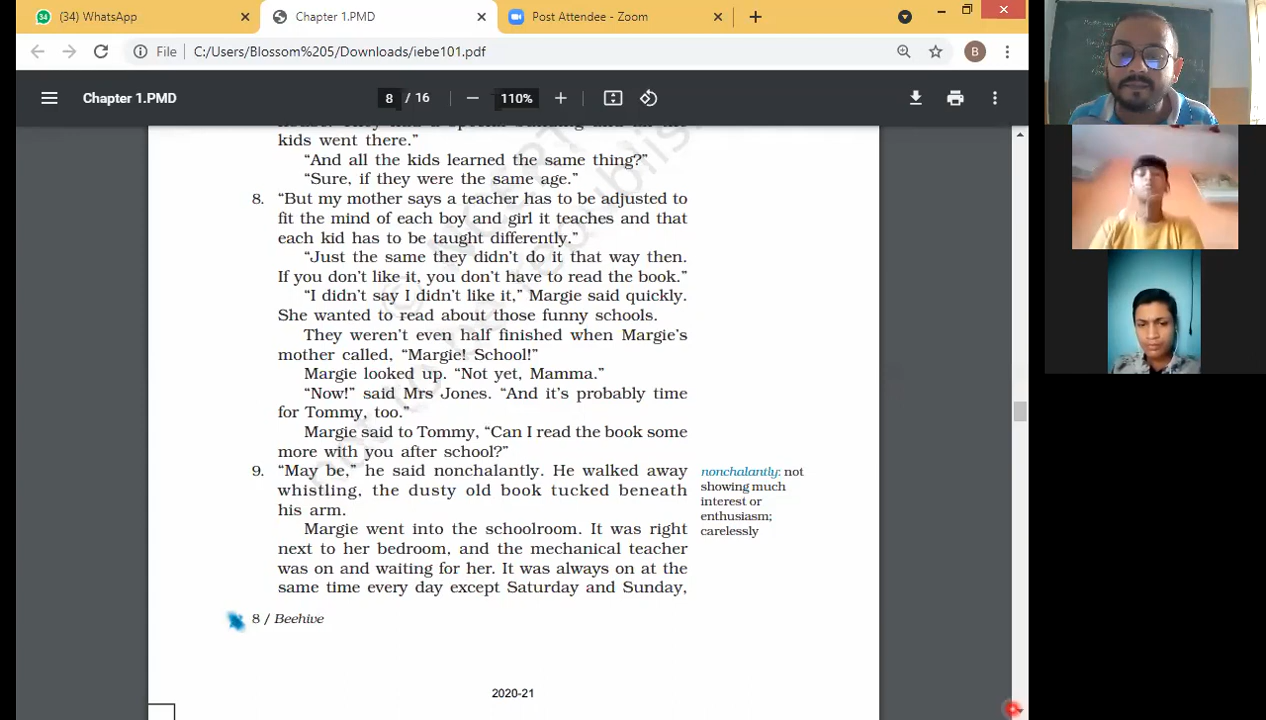 (34) WhatsApp
Chapter 1.PMD
Post Attendee - Zoom
File
C:/Users/Blossom%205/Downloads/iebe101.pdf
B
Chapter 1.PMD
8 / 16
110%
kids went there.”
“And all the kids learned the same thing?”
“Sure, if they were the same age.”
8. “But my mother says a teacher has to be adjusted to
fit the mind of each boy and girl it teaches and that
each kid has to be taught differently.”
“Just the same they didn’t do it that way then.
If you don’t like it, you don’t have to read the book.”
“I didn’t say I didn’t like it,” Margie said quickly.
She wanted to read about those funny schools.
They weren’t even half finished when Margie’s
mother called, “Margie! School!”
Margie looked up. “Not yet, Mamma.”
“Now!” said Mrs Jones. “And it’s probably time
for Tommy, too.”
Margie said to Tommy, “Can I read the book some
more with you after school?”
9. “May be,” he said nonchalantly. He walked away
whistling, the dusty old book tucked beneath
his arm.
Margie went into the schoolroom. It was right
next to her bedroom, and the mechanical teacher
was on and waiting for her. It was always on at the
same time every day except Saturday and Sunday,
nonchalantly: not
showing much
interest or
enthusiasm;
carelessly
8 / Beehive
2020-21
© NCERT
not to be republis